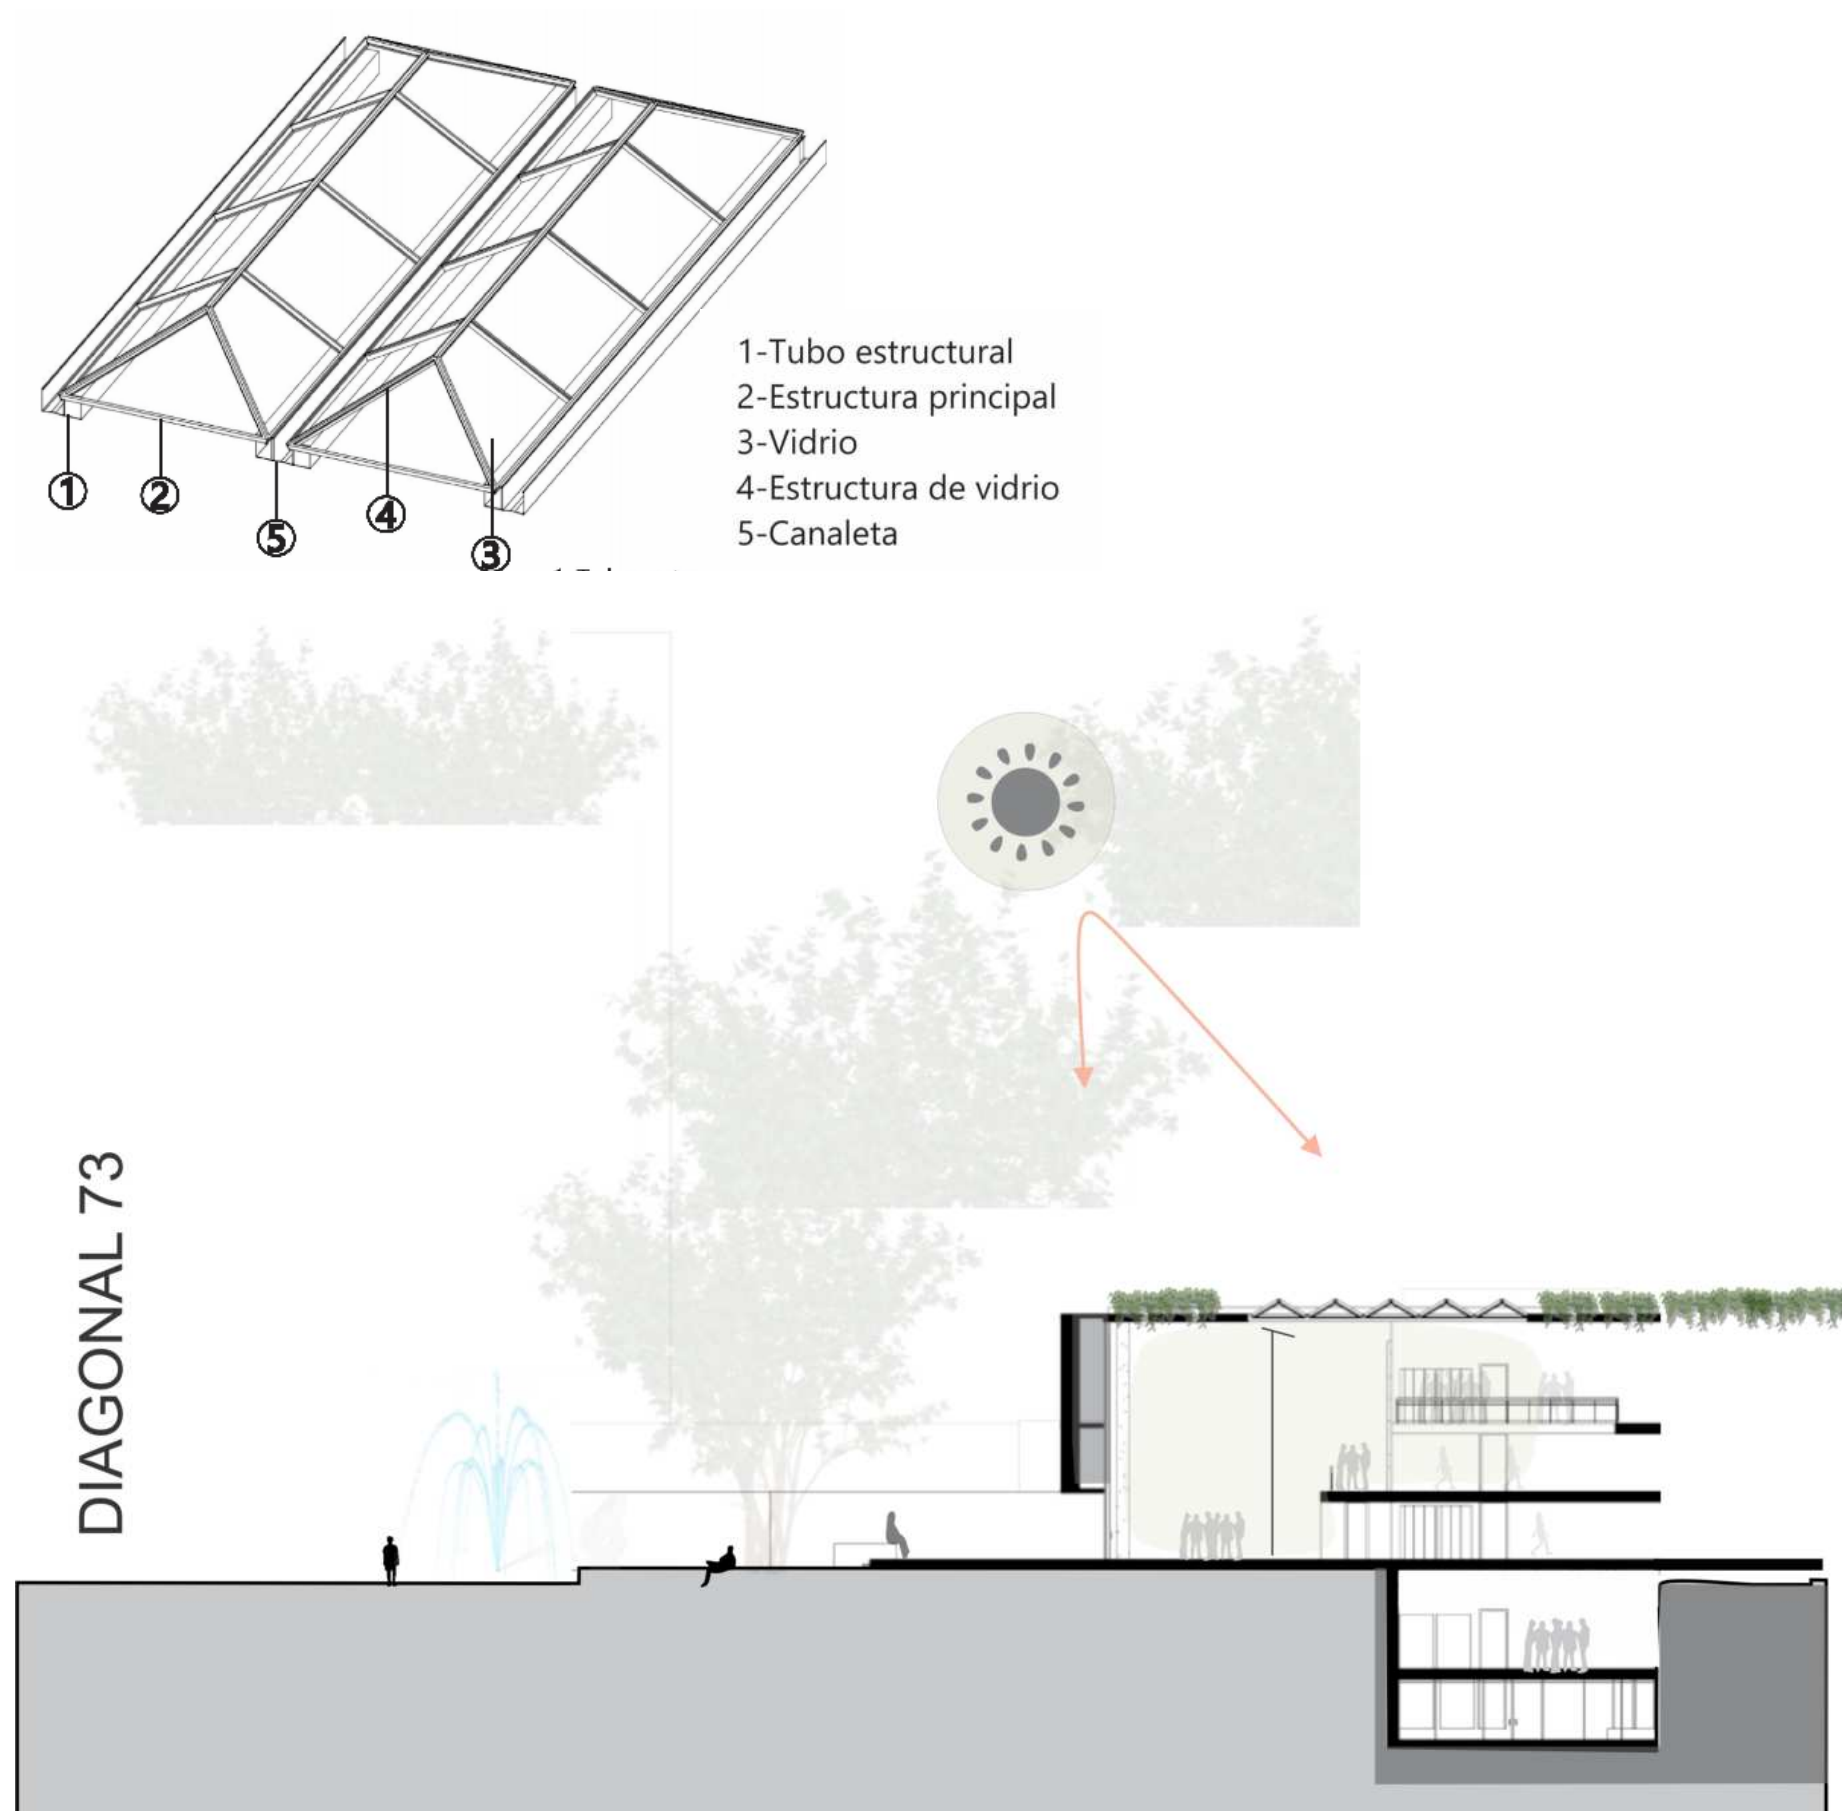 1-Tubo estructural
2-Estructura principal
3-Vidrio
4-Estructura de vidrio
5-Canaleta
1
2
5
4
3
DIAGONAL 73